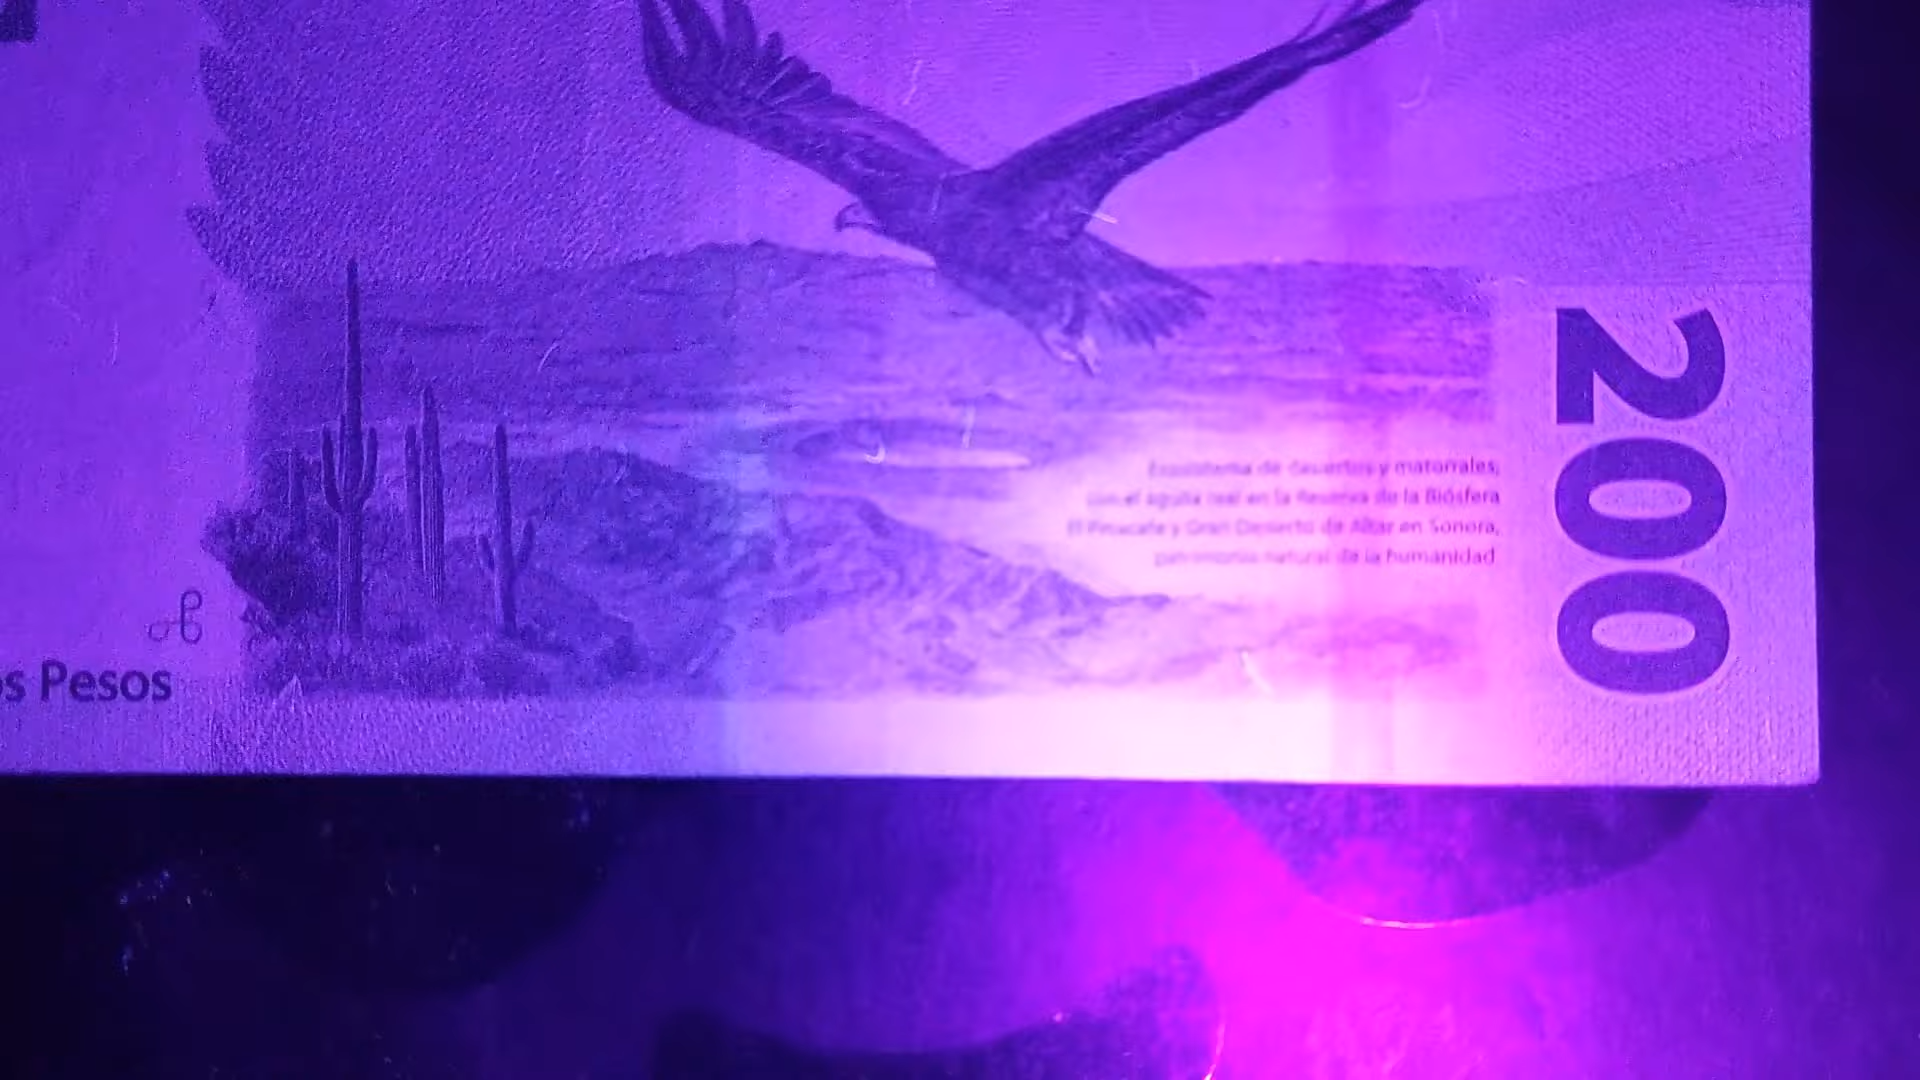 Ecosistema de desiertos y matorrales,
con el águila real en la Reserva de la Biósfera
El Pinacate y Gran Desierto de Altar en Sonora,
patrimonio natural de la humanidad.
200
Pesos